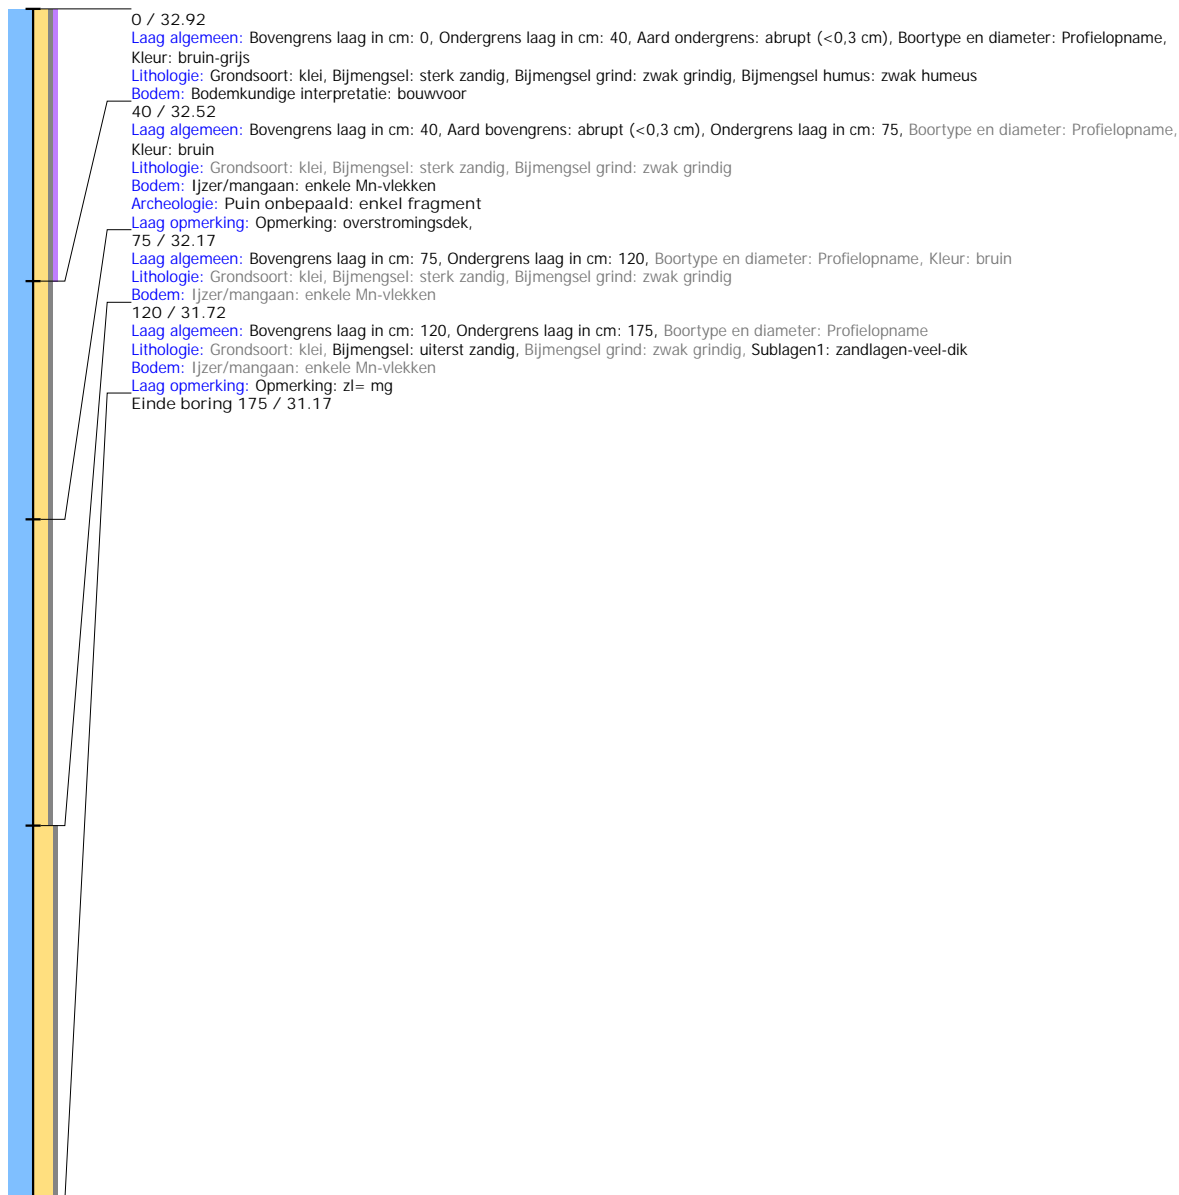 0 / 32.92
Laag algemeen: Bovengrens laag in cm: 0, Ondergrens laag in cm: 40, Aard ondergrens: abrupt (<0,3 cm), Boortype en diameter: Profielopname,
Kleur: bruin-grijs
Lithologie: Grondsoort: klei, Bijmengsel: sterk zandig, Bijmengsel grind: zwak grindig, Bijmengsel humus: zwak humeus
Bodem: Bodemkundige interpretatie: bouwvoor
40 / 32.52
Laag algemeen: Bovengrens laag in cm: 40, Aard bovengrens: abrupt (<0,3 cm), Ondergrens laag in cm: 75, Boortype en diameter: Profielopname,
Kleur: bruin
Lithologie: Grondsoort: klei, Bijmengsel: sterk zandig, Bijmengsel grind: zwak grindig
Bodem: Ijzer/mangaan: enkele Mn-vlekken
Archeologie: Puin onbepaald: enkel fragment
Laag opmerking: Opmerking: overstromingsdek,
75 / 32.17
Laag algemeen: Bovengrens laag in cm: 75, Ondergrens laag in cm: 120, Boortype en diameter: Profielopname, Kleur: bruin
Lithologie: Grondsoort: klei, Bijmengsel: sterk zandig, Bijmengsel grind: zwak grindig
Bodem: Ijzer/mangaan: enkele Mn-vlekken
120 / 31.72
Laag algemeen: Bovengrens laag in cm: 120, Ondergrens laag in cm: 175, Boortype en diameter: Profielopname
Lithologie: Grondsoort: klei, Bijmengsel: uiterst zandig, Bijmengsel grind: zwak grindig, Sublagen1: zandlagen-veel-dik
Bodem: Ijzer/mangaan: enkele Mn-vlekken
Laag opmerking: Opmerking: zl= mg
Einde boring 175 / 31.17